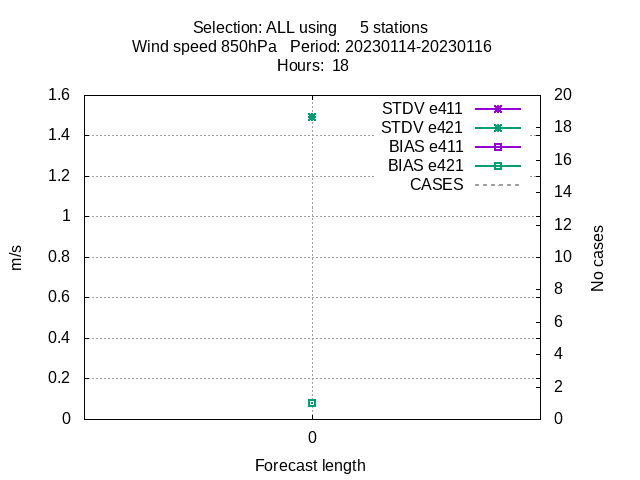 Selection: ALL using     5 stations
Wind speed 850hPa   Period: 20230114-20230116
Hours:  18
1.6
1.4
1.2
1
0.8
0.6
0.4
0.2
0
20
18
16
14
12
10
8
6
4
2
0
STDV e411
STDV e421
BIAS e411
BIAS e421
CASES
m/s
No cases
0
Forecast length